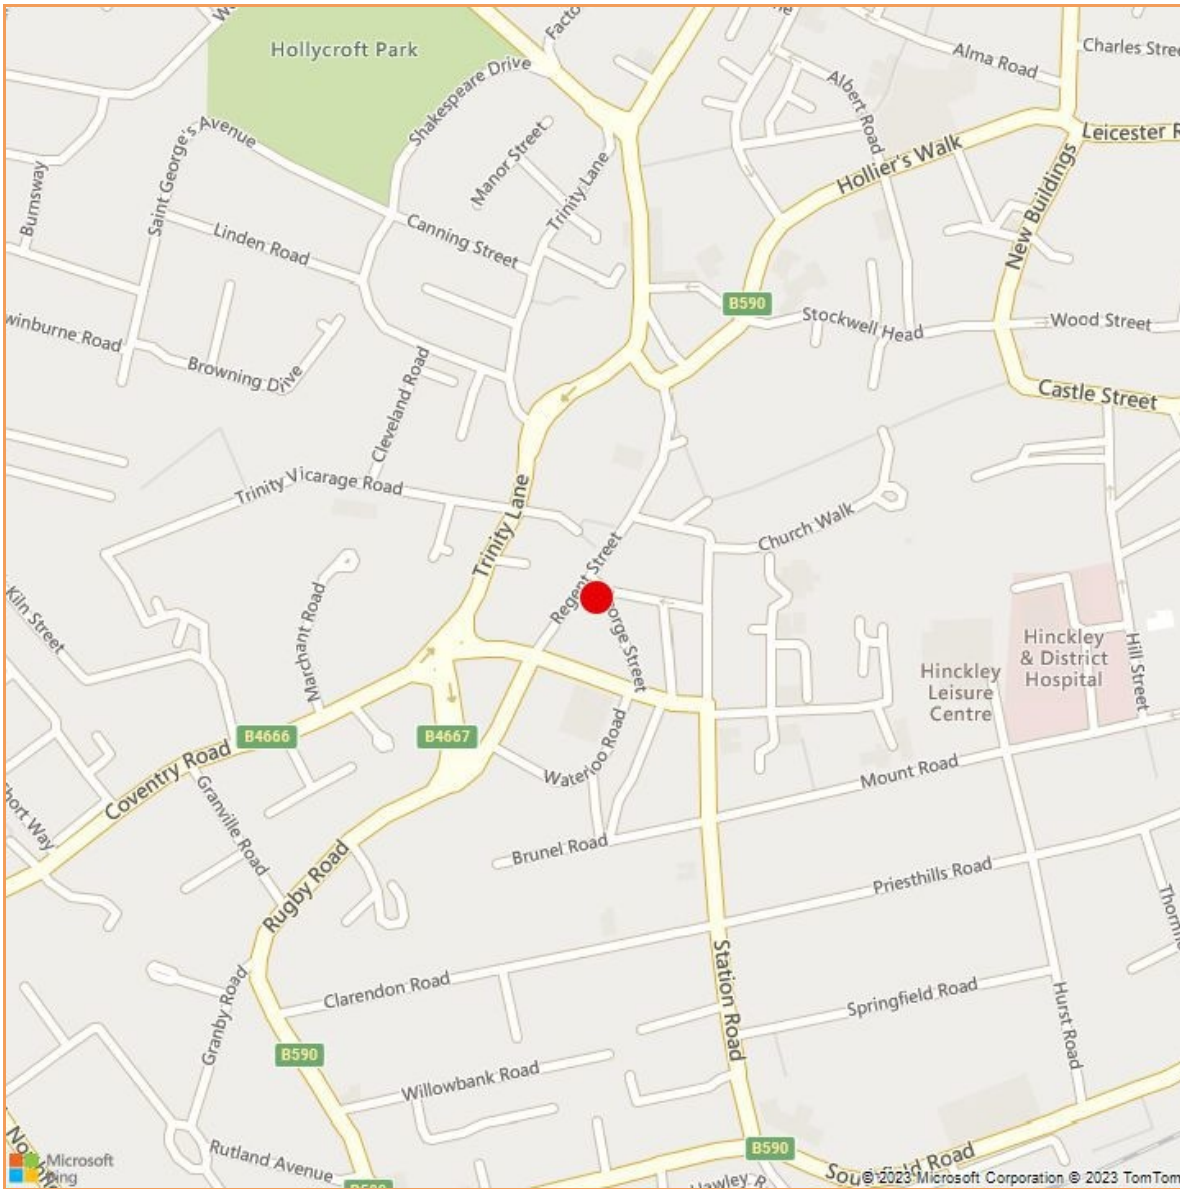 Hollycroft Park
Shakespeare Drive
Alma Road
Albert Road
Leicester R
Hollier's Walk
Saint George's Avenue
Manor Street
Trinity Lane
New Buildings
Burnsway
Linden Road
Canning Street
B590
Stockwell Head
Wood Street
winburne Road
Browning Drive
Cleveland Road
Castle Street
Trinity Vicarage Road
Trinity Lane
Church Walk
Regent Street
orge Street
Kiln Street
Marchant Road
Hinckley
& District
Hospital
Hill Street
Hinckley
Leisure
Centre
B4666
B4667
Coventry Road
Waterloo Road
Mount Road
hort Way
Granville Road
Brunel Road
Rugby Road
Priesthills Road
Clarendon Road
Station Road
Springfield Road
Hurst Road
Granby Road
B590
Willowbank Road
B590
Rutland Avenue
Microsoft
Bing
© 2023 Microsoft Corporation © 2023 TomTom